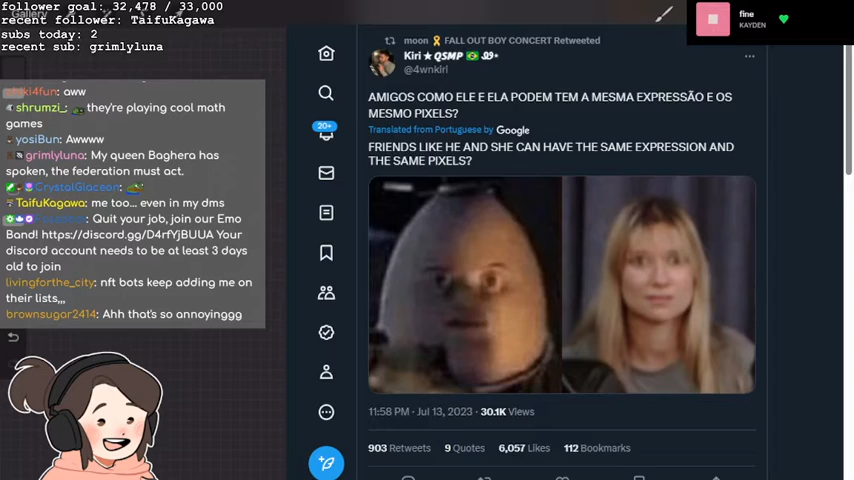 follower goal: 32,478 / 33,000
recent follower: TaifuKagawa
subs today: 2
recent sub: grimlyluna
Gallery
aww
shrumzi_: they're playing cool math
games
yosiBun: Awwww
grimlyluna: My queen Baghera has
spoken, the federation must act.
CrystalGiaceon:
TaifuKagawa: me too... even in my dms
: Quit your job, join our Emo
Band! https://discord.gg/D4rfYjBUUA Your
discord account needs to be at least 3 days
old to join
livingforthe_city: nft bots keep adding me on
their lists,,,
brownsugar2414: Ahh that's so annoyinggg
20+
moon 🎗 FALL OUT BOY CONCERT Retweeted
Kiri ★ QSMP 🇧🇷
@4wnkiri
AMIGOS COMO ELE E ELA PODEM TEM A MESMA EXPRESSÃO E OS
MESMO PIXELS?
Translated from Portuguese by Google
FRIENDS LIKE HE AND SHE CAN HAVE THE SAME EXPRESSION AND
THE SAME PIXELS?
11:58 PM · Jul 13, 2023 · 30.1K Views
903 Retweets 9 Quotes 6,057 Likes 112 Bookmarks
fine
KAYDEN